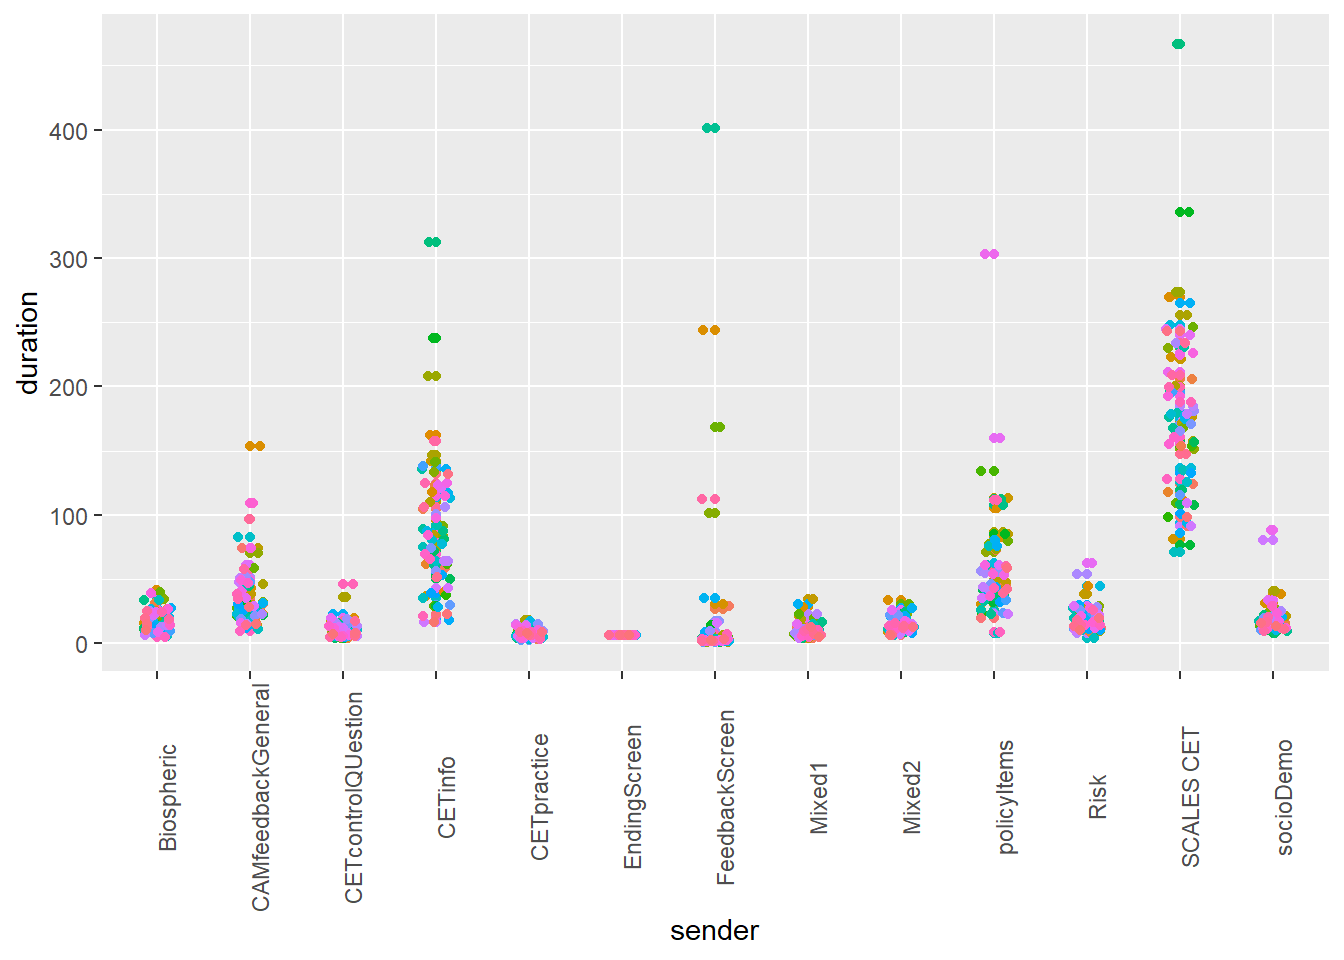 duration
400
300
200
100
0
Biospheric
CAMfeedbackGeneral
CETcontrolQUestion
CETinfo
CETpractice
EndingScreen
FeedbackScreen
Mixed1
Mixed2
policyItems
Risk
SCALES CET
socioDemo
sender